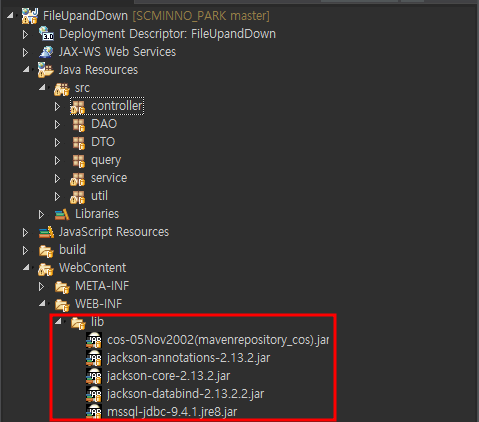 FileUpandDown [SCMINNO_PARK master]
Deployment Descriptor: FileUpandDown
JAX-WS Web Services
Java Resources
src
controller
DAO
DTO
query
service
util
Libraries
JavaScript Resources
build
WebContent
META-INF
WEB-INF
lib
cos-05Nov2002(mavenrepository_cos).jar
jackson-annotations-2.13.2.jar
jackson-core-2.13.2.jar
jackson-databind-2.13.2.2.jar
mssql-jdbc-9.4.1.jre8.jar